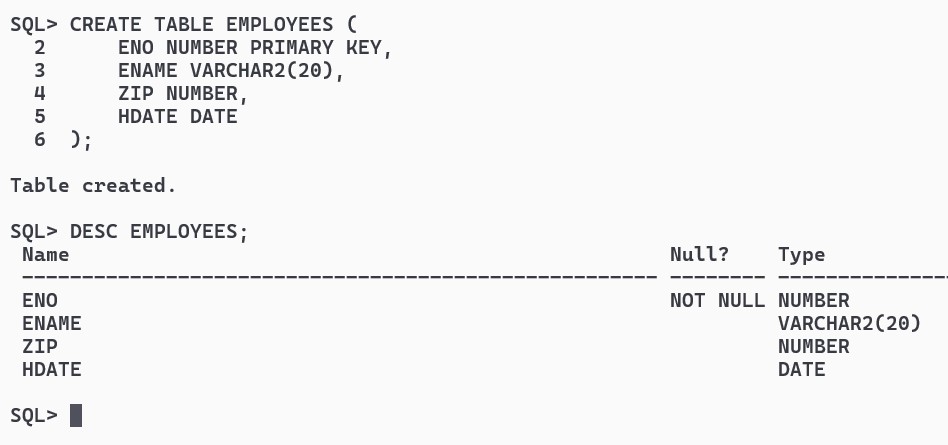 SQL> CREATE TABLE EMPLOYEES (
  2      ENO NUMBER PRIMARY KEY,
  3      ENAME VARCHAR2(20),
  4      ZIP NUMBER,
  5      HDATE DATE
  6  );
Table created.
SQL> DESC EMPLOYEES;
 Name                                                  Null?    Type
 ----------------------------------------------------- -------- --------------
 ENO                                                   NOT NULL NUMBER
 ENAME                                                          VARCHAR2(20)
 ZIP                                                            NUMBER
 HDATE                                                          DATE
SQL>